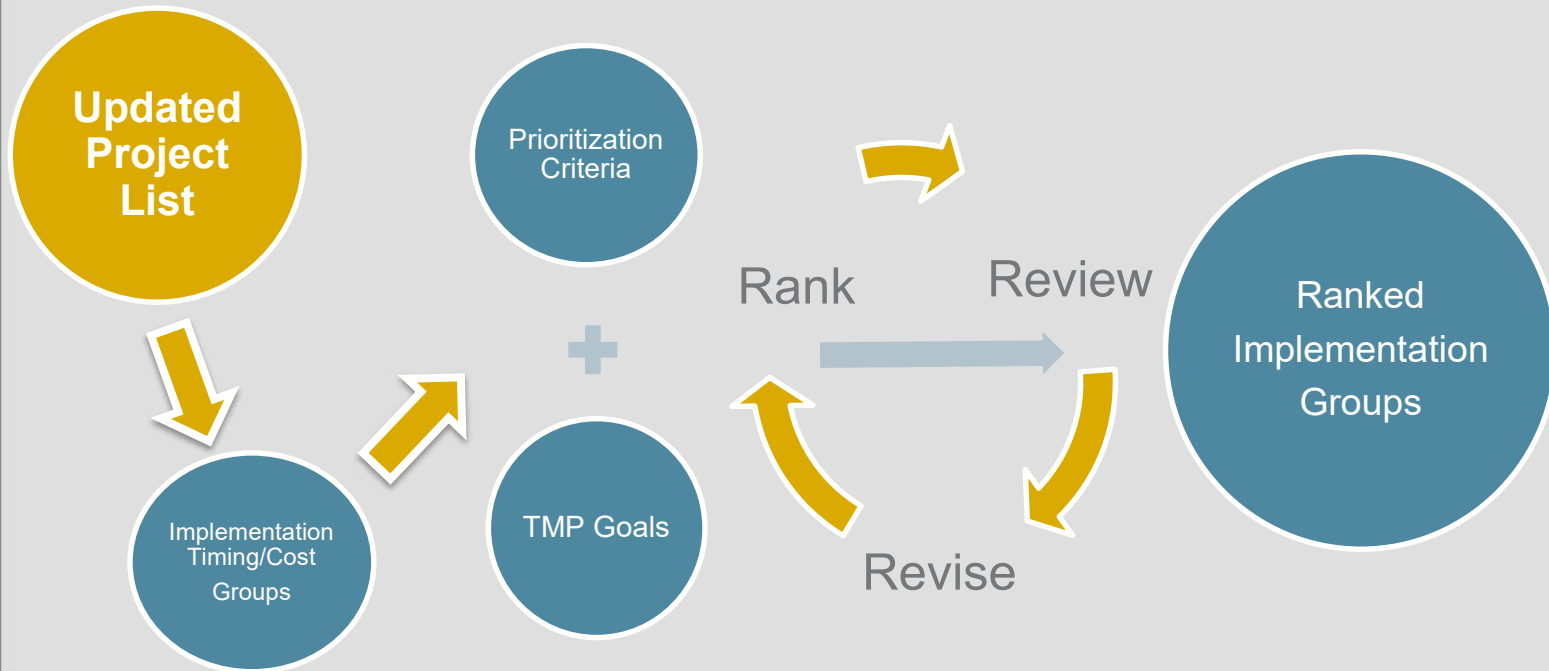 Updated
Project
List
Implementation
Timing/Cost
Groups
Prioritization
Criteria
TMP Goals
Rank
Review
Revise
Ranked
Implementation
Groups